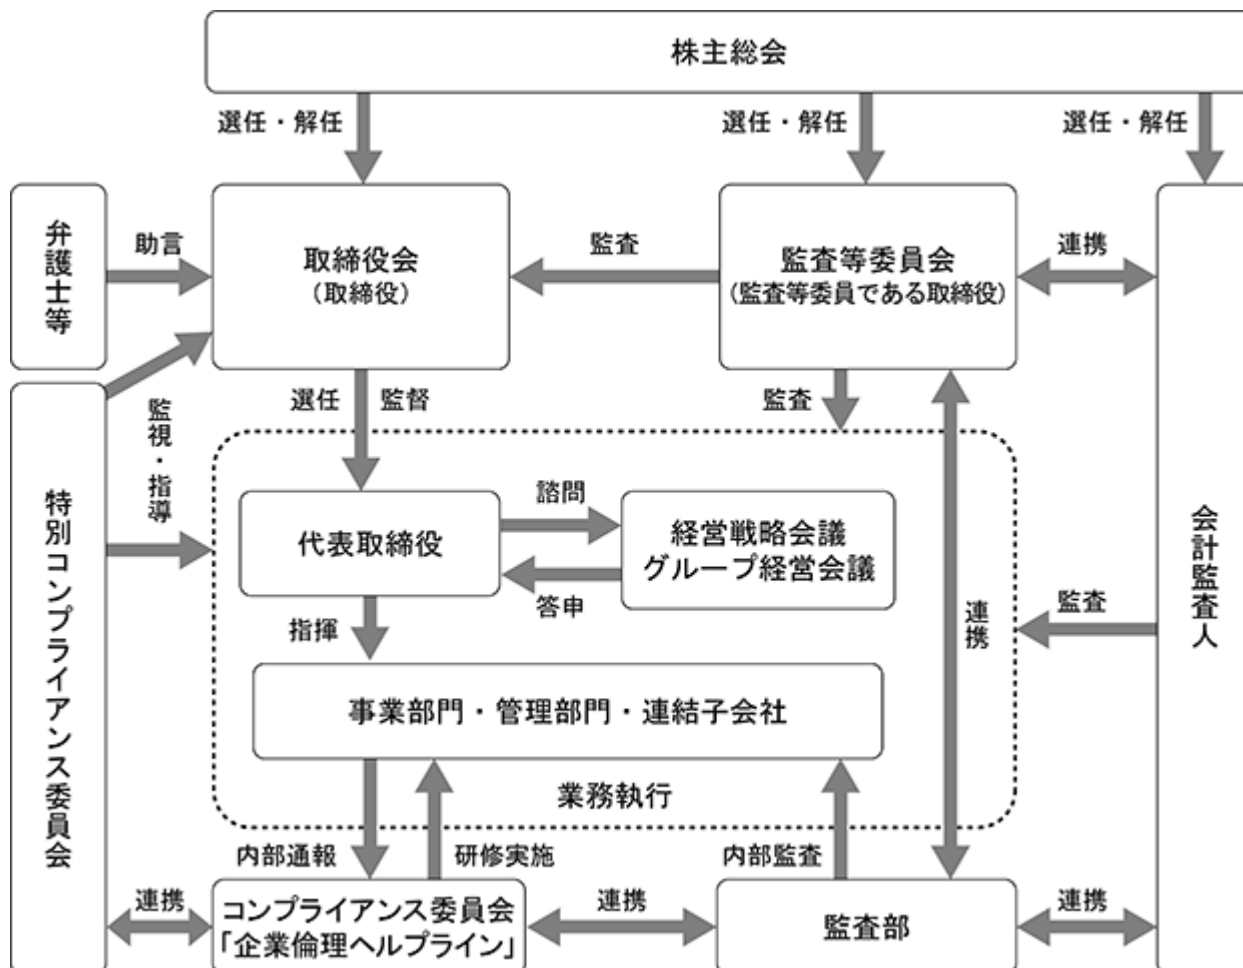 株主総会
選任・解任
選任・解任
選任・解任
弁護士等
助言
取締役会
（取締役）
監査
監査等委員会
（監査等委員である取締役）
連携
会計監査人
選任
監督
監査
監視・指導
特別コンプライアンス委員会
代表取締役
諮問
答申
経営戦略会議
グループ経営会議
指揮
連携
監査
事業部門・管理部門・連結子会社
業務執行
内部通報
研修実施
内部監査
連携
コンプライアンス委員会
「企業倫理ヘルプライン」
連携
監査部
連携